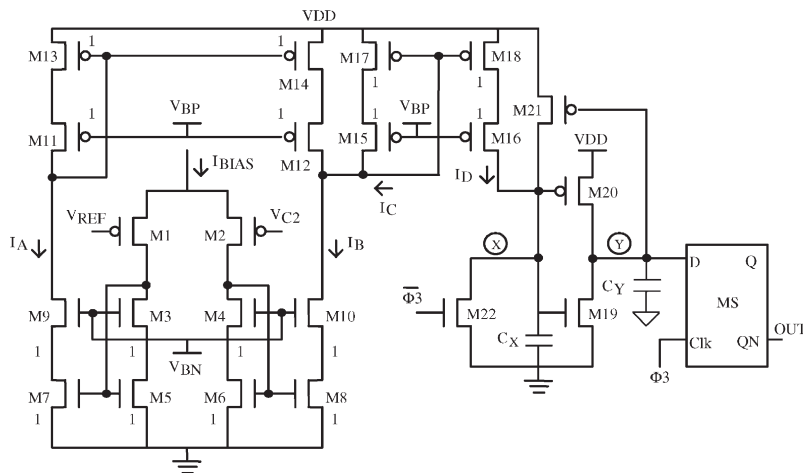 VDD
M13 1 1 M14 M17 1 1 M18
M21
M11 1 VBP 1 M12 M15 1 VBP 1 M16
VDD
IBIAS
ID
M20
IC
VREF M1 M2 VC2
IA IB
X Y
M9 M3 M4 M10
M22 M19
CX CY
D Q
MS
Clk QN
OUT
1 1 1 1
VBN
Φ3 Φ3
M7 M5 M6 M8
1 1 1 1